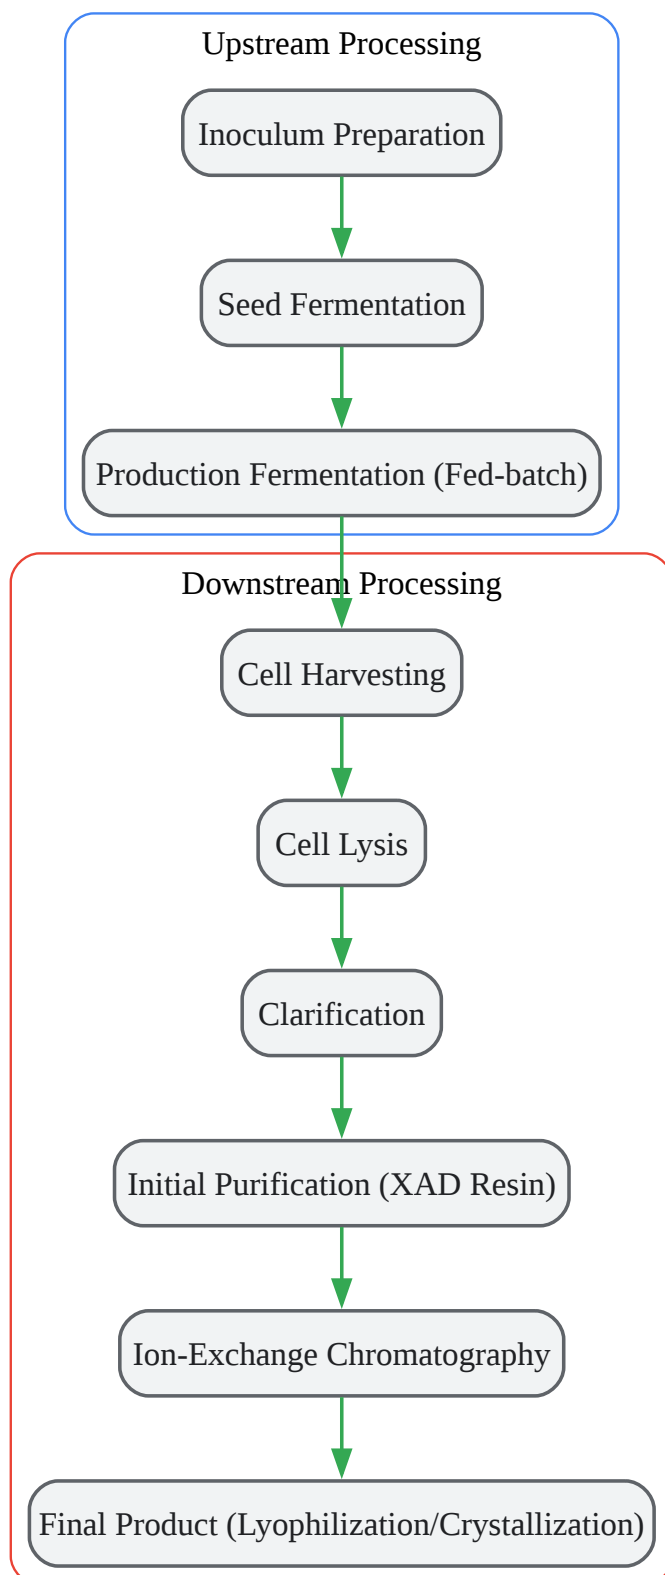 Upstream Processing
Inoculum Preparation
Seed Fermentation
Production Fermentation (Fed-batch)
Downstream Processing
Cell Harvesting
Cell Lysis
Clarification
Initial Purification (XAD Resin)
Ion-Exchange Chromatography
Final Product (Lyophilization/Crystallization)